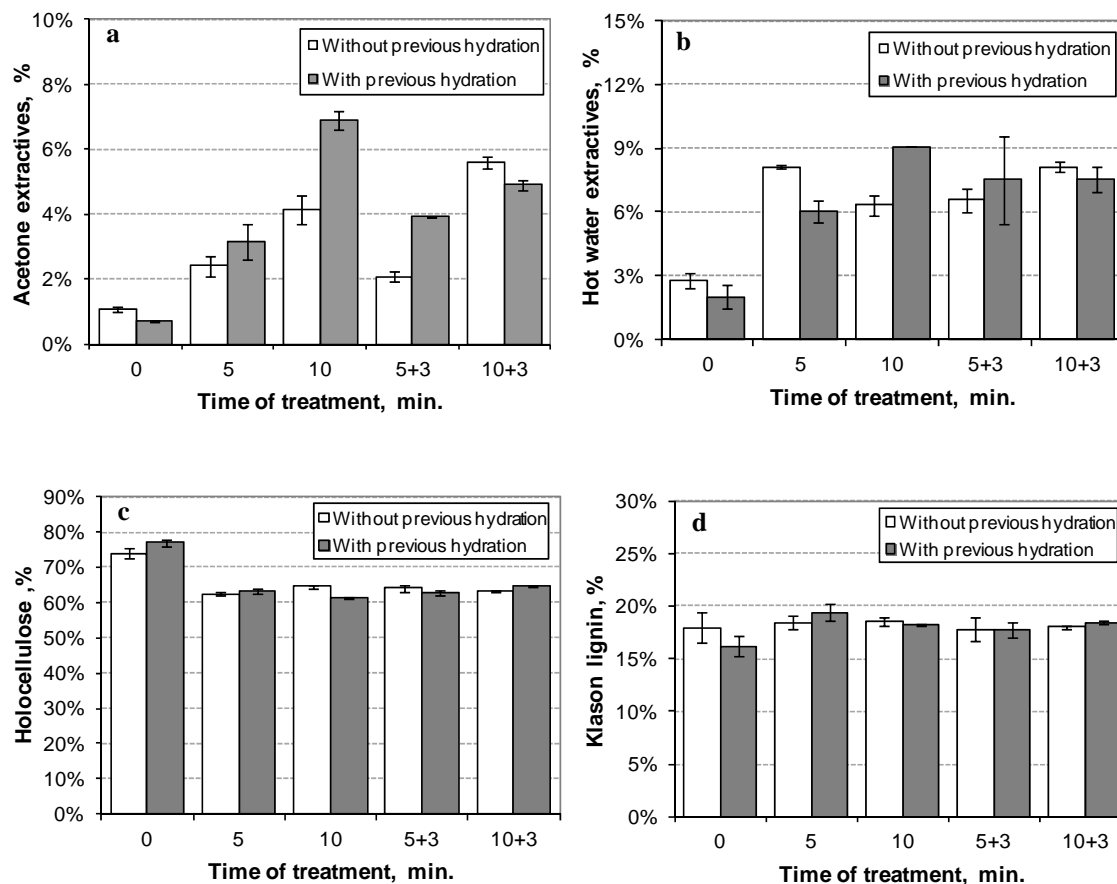 a
Without previous hydration
With previous hydration
10%
8%
6%
4%
2%
0%
Acetone extractives, %
0 5 10 5+3 10+3
Time of treatment, min.
b
Without previous hydration
With previous hydration
15%
12%
9%
6%
3%
0%
Hot water extractives, %
0 5 10 5+3 10+3
Time of treatment, min.
c
Without previous hydration
With previous hydration
90%
80%
70%
60%
50%
40%
30%
20%
10%
0%
Holocellulose ,%
0 5 10 5+3 10+3
Time of treatment, min.
d
Without previous hydration
With previous hydration
30%
25%
20%
15%
10%
5%
0%
Klason lignin, %
0 5 10 5+3 10+3
Time of treatment, min.